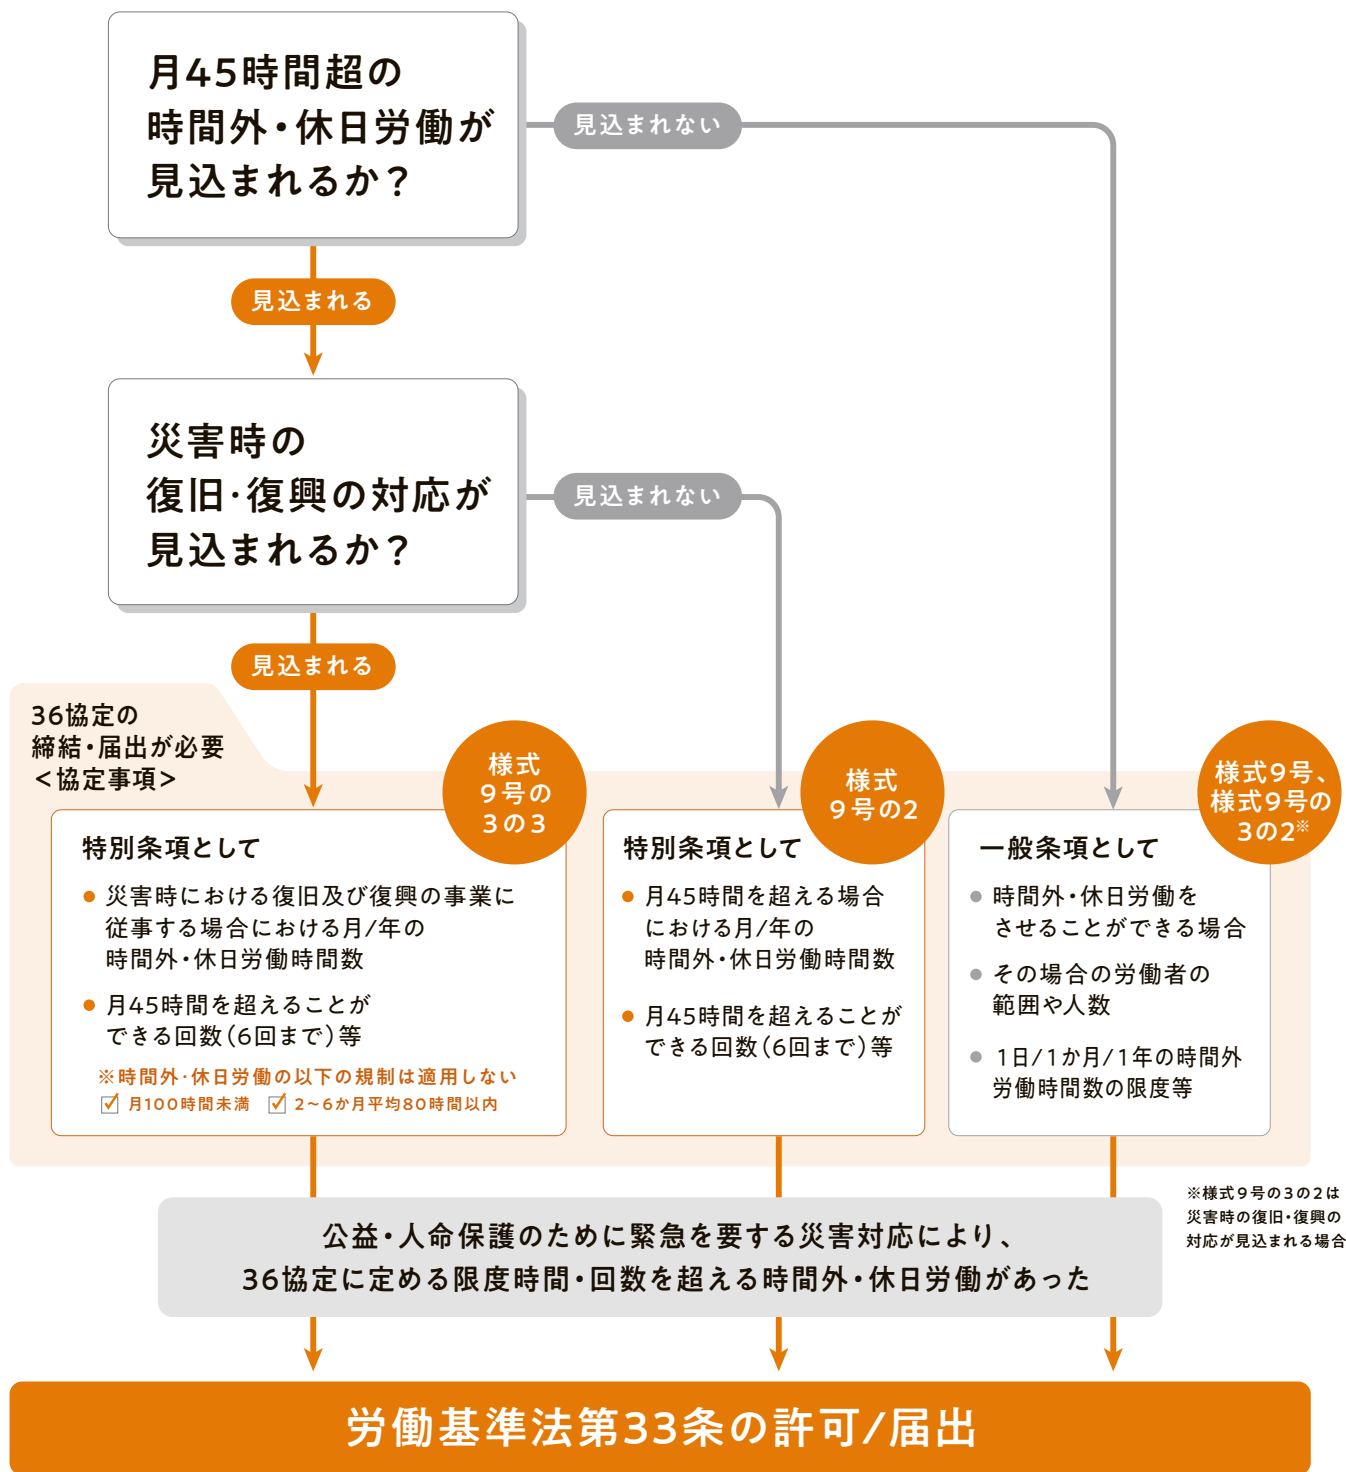 月45時間超の
時間外・休日労働が
見込まれるか？
見込まれない
見込まれる
災害時の
復旧・復興の対応が
見込まれるか？
見込まれない
見込まれる
36協定の
締結・届出が必要
＜協定事項＞
様式
9号の
3の3
特別条項として
● 災害時における復旧及び復興の事業に
従事する場合における月/年の
時間外・休日労働時間数
● 月45時間を超えることが
できる回数（6回まで）等
※時間外・休日労働の以下の規制は適用しない
☑ 月100時間未満 ☑ 2～6か月平均80時間以内
様式
9号の2
特別条項として
● 月45時間を超える場合
における月/年の
時間外・休日労働時間数
● 月45時間を超えることが
できる回数（6回まで）等
様式9号、
様式9号の
3の2※
一般条項として
● 時間外・休日労働を
させることができる場合
● その場合の労働者の
範囲や人数
● 1日/1か月/1年の時間外
労働時間数の限度等
※様式9号の3の2は
災害時の復旧・復興の
対応が見込まれる場合
公益・人命保護のために緊急を要する災害対応により、
36協定に定める限度時間・回数を超える時間外・休日労働があった
労働基準法第33条の許可/届出